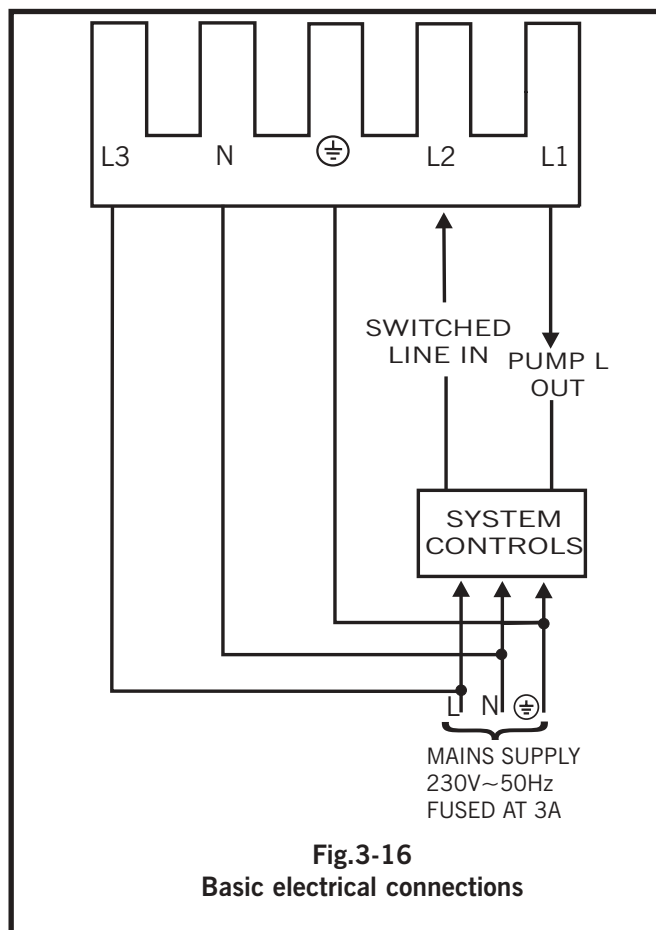 L3 N ⏚ L2 L1
SWITCHED
LINE IN
PUMP L
OUT
SYSTEM
CONTROLS
L N ⏚
MAINS SUPPLY
230V~50Hz
FUSED AT 3A
Fig.3-16
Basic electrical connections